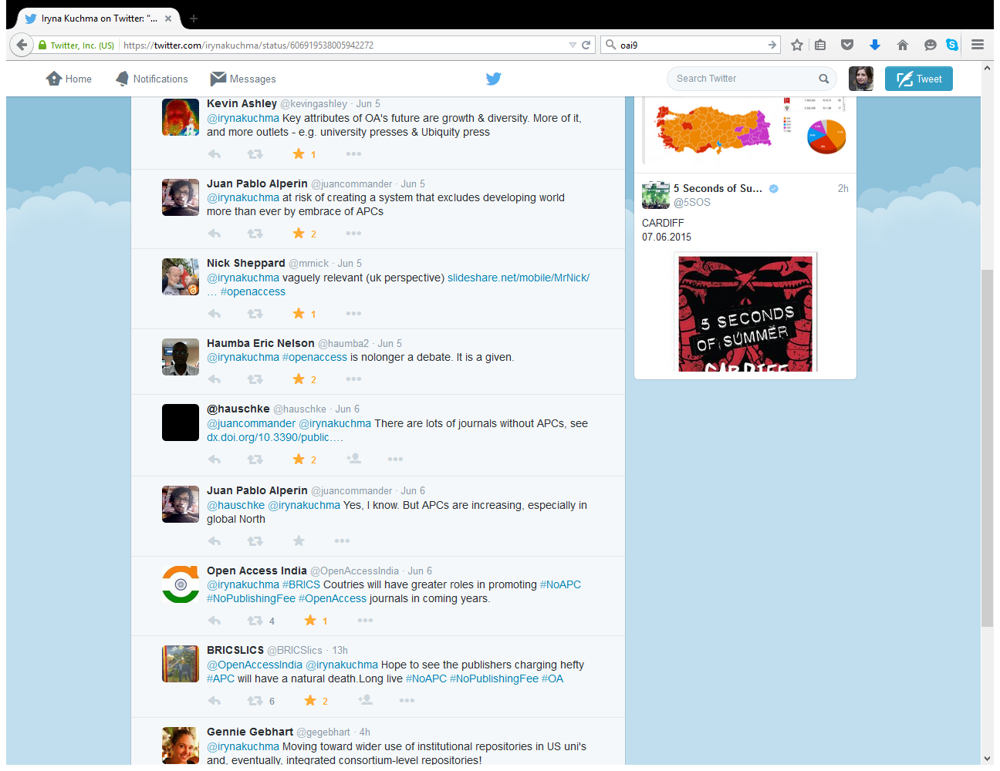 Iryna Kuchma on Twitter: "...
Twitter, Inc. (US)
https://twitter.com/irynakuchma/status/606919538005942272
oai9
Home
Notifications
Messages
Search Twitter
Tweet
Kevin Ashley @kevingashley · Jun 5
@irynakuchma Key attributes of OA's future are growth & diversity. More of it,
and more outlets - e.g. university presses & Ubiquity press
1
Juan Pablo Alperin @juancommander · Jun 5
@irynakuchma at risk of creating a system that excludes developing world
more than ever by embrace of APCs
2
Nick Sheppard @mrnick · Jun 5
@irynakuchma vaguely relevant (uk perspective) slideshare.net/mobile/MrNick/
… #openaccess
1
Haumba Eric Nelson @haumba2 · Jun 5
@irynakuchma #openaccess is nolonger a debate. It is a given.
2
@hauschke @hauschke · Jun 6
@juancommander @irynakuchma There are lots of journals without APCs, see
dx.doi.org/10.3390/public….
2
Juan Pablo Alperin @juancommander · Jun 6
@hauschke @irynakuchma Yes, I know. But APCs are increasing, especially in
global North
Open Access India @OpenAccessIndia · Jun 6
@irynakuchma #BRICS Coutries will have greater roles in promoting #NoAPC
#NoPublishingFee #OpenAccess journals in coming years.
4 1
BRICSLICS @BRICSlics · 13h
@OpenAccessIndia @irynakuchma Hope to see the publishers charging hefty
#APC will have a natural death.Long live #NoAPC #NoPublishingFee #OA
6 2
Gennie Gebhart @gegebhart · 4h
@irynakuchma Moving toward wider use of institutional repositories in US uni's
and, eventually, integrated consortium-level repositories!
5 Seconds of Su... 2h
@5SOS
CARDIFF
07.06.2015
5 SECONDS
OF SUMMER
CARDIFF